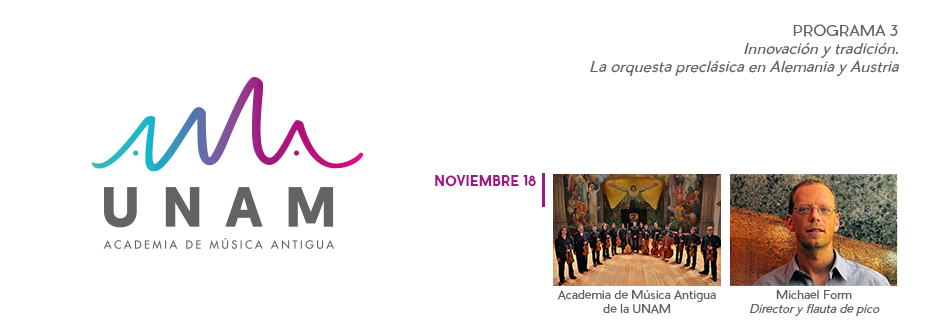 PROGRAMA 3
Innovación y tradición.
La orquesta preclásica en Alemania y Austria
UNAM
ACADEMIA DE MÚSICA ANTIGUA
NOVIEMBRE 18
Academia de Música Antigua
de la UNAM
Michael Form
Director y flauta de pico